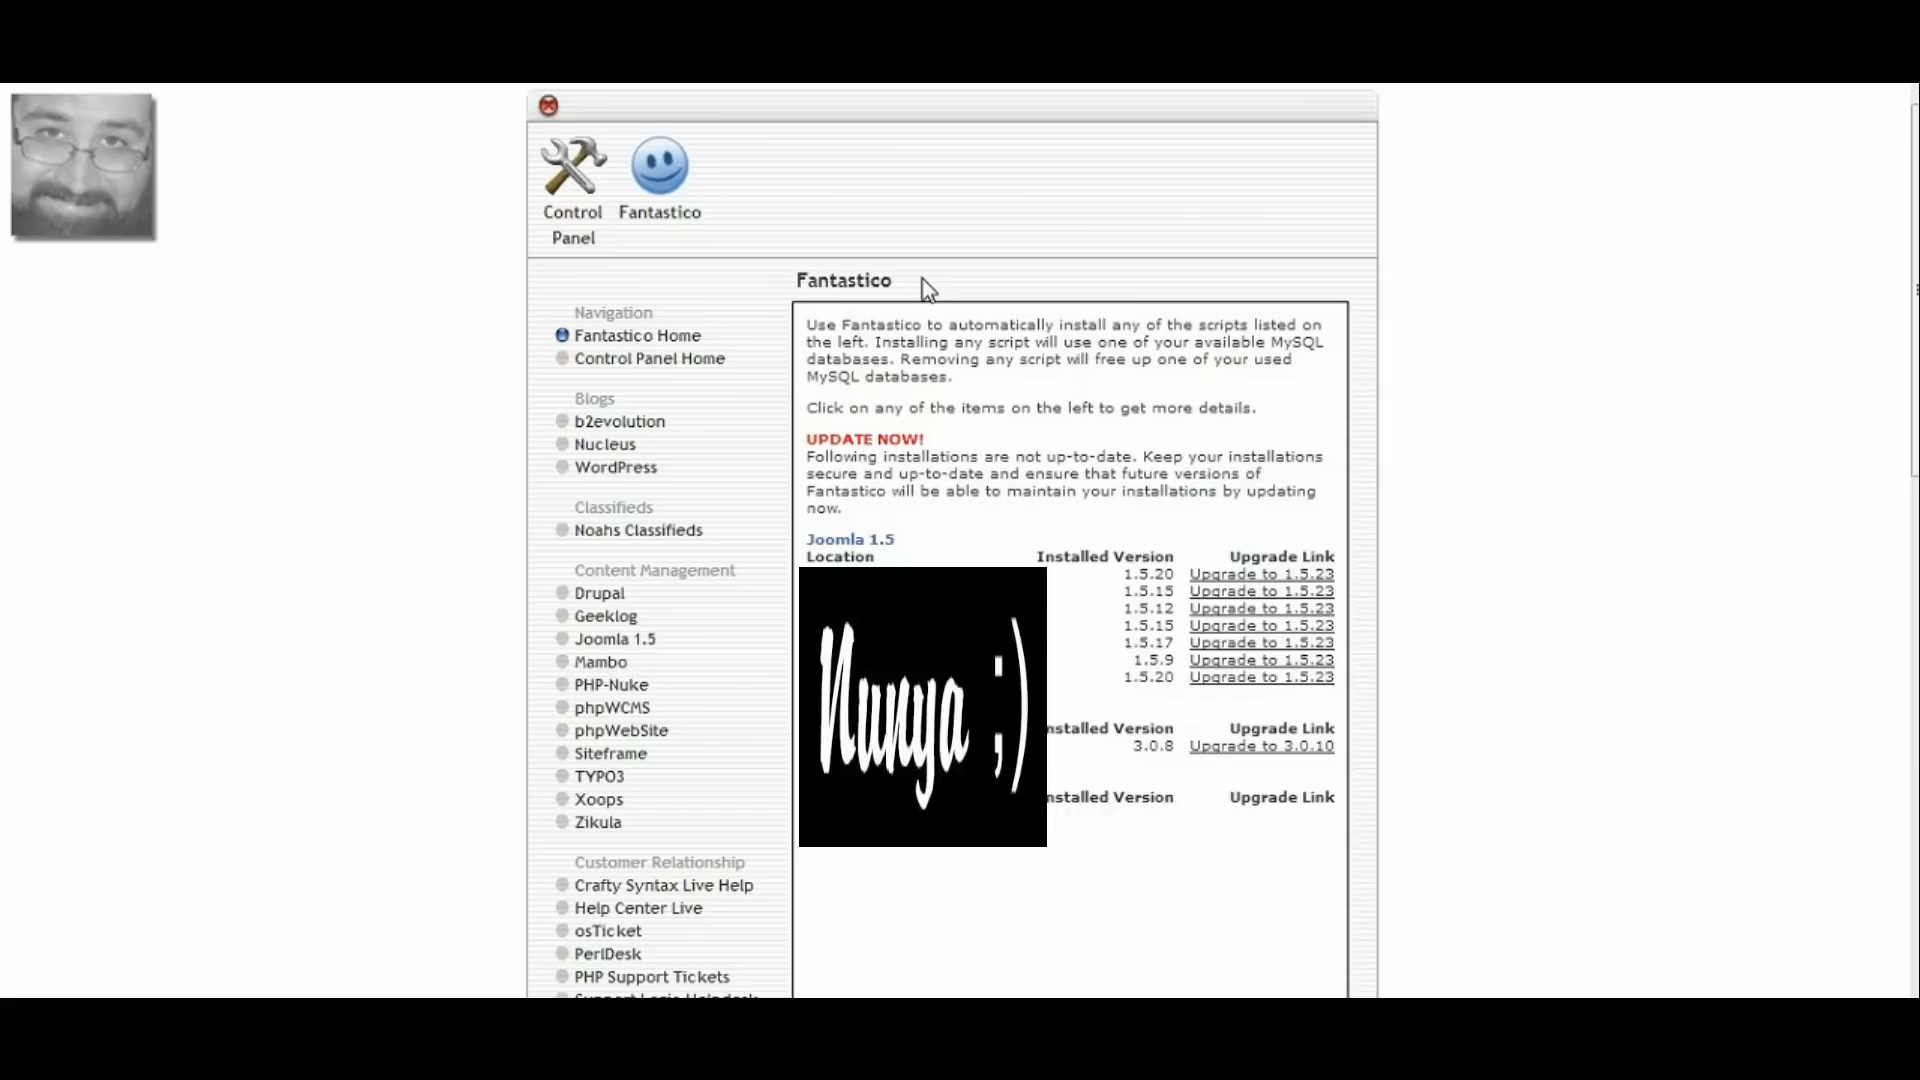 Control
Panel
Fantastico
Fantastico
Navigation
Fantastico Home
Control Panel Home
Blogs
b2evolution
Nucleus
WordPress
Classifieds
Noahs Classifieds
Content Management
Drupal
Geeklog
Joomla 1.5
Mambo
PHP-Nuke
phpWCMS
phpWebSite
Siteframe
TYPO3
Xoops
Zikula
Customer Relationship
Crafty Syntax Live Help
Help Center Live
osTicket
PerlDesk
PHP Support Tickets
Use Fantastico to automatically install any of the scripts listed on
the left. Installing any script will use one of your available MySQL
databases. Removing any script will free up one of your used
MySQL databases.
Click on any of the items on the left to get more details.
UPDATE NOW!
Following installations are not up-to-date. Keep your installations
secure and up-to-date and ensure that future versions of
Fantastico will be able to maintain your installations by updating
now.
Joomla 1.5
Location Installed Version Upgrade Link
1.5.20 Upgrade to 1.5.23
1.5.15 Upgrade to 1.5.23
1.5.12 Upgrade to 1.5.23
1.5.15 Upgrade to 1.5.23
1.5.17 Upgrade to 1.5.23
1.5.9 Upgrade to 1.5.23
1.5.20 Upgrade to 1.5.23
Nunya ;)
nstalled Version Upgrade Link
3.0.8 Upgrade to 3.0.10
nstalled Version Upgrade Link